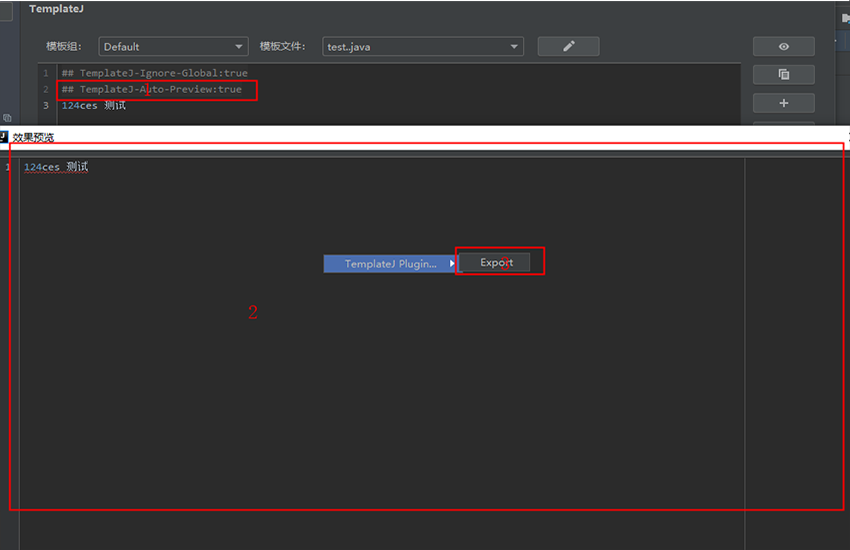 TemplateJ
模板组: Default 模板文件: test..java
1 ## TemplateJ-Ignore-Global:true
2 ## TemplateJ-Auto-Preview:true
3 124ces 测试
1
效果预览
1 124ces 测试
TemplateJ Plugin... Export
3
2